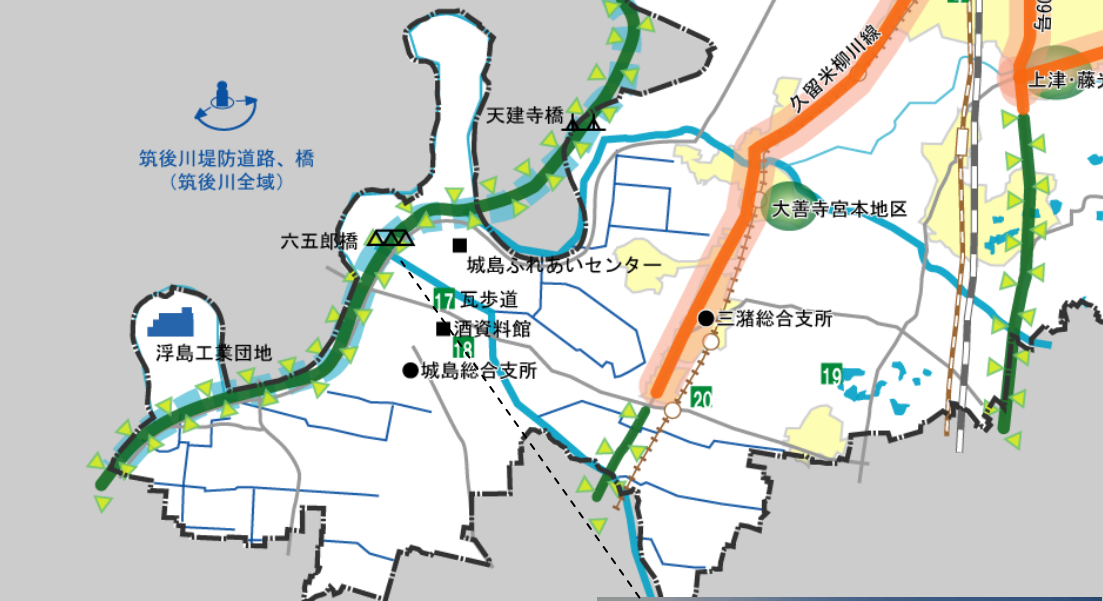 09号
久留米柳川線
上津・藤光
天建寺橋
筑後川堤防道路、橋
（筑後川全域）
大善寺宮本地区
六五郎橋
城島ふれあいセンター
17 瓦歩道
三潴総合支所
酒資料館
18
浮島工業団地
城島総合支所
19
20